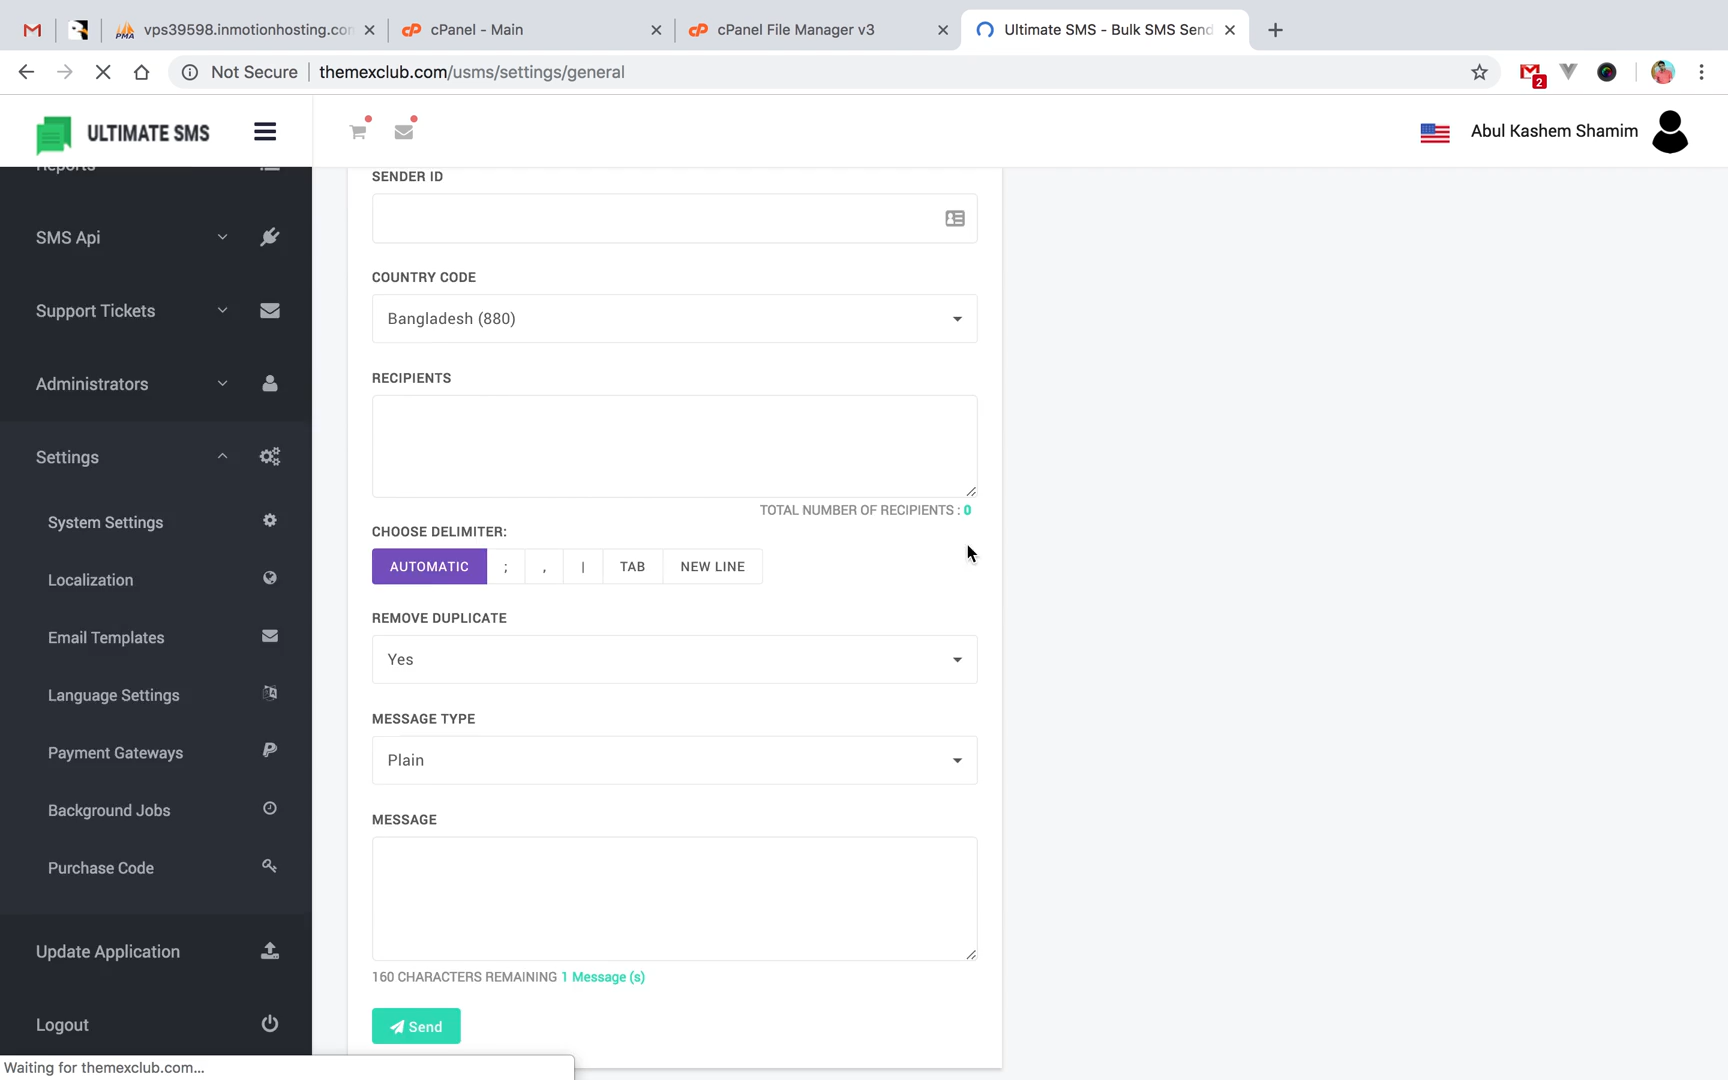 vps39598.inmotionhosting.con
cPanel - Main
cPanel File Manager v3
Ultimate SMS - Bulk SMS Send
Not Secure
themexclub.com/usms/settings/general
2
ULTIMATE SMS
Abul Kashem Shamim
Reports
SMS Api
Support Tickets
Administrators
Settings
System Settings
Localization
Email Templates
Language Settings
Payment Gateways
Background Jobs
Purchase Code
Update Application
Logout
SENDER ID
COUNTRY CODE
Bangladesh (880)
RECIPIENTS
TOTAL NUMBER OF RECIPIENTS : 0
CHOOSE DELIMITER:
AUTOMATIC ; , | TAB NEW LINE
REMOVE DUPLICATE
Yes
MESSAGE TYPE
Plain
MESSAGE
160 CHARACTERS REMAINING 1 Message (s)
Send
Waiting for themexclub.com...